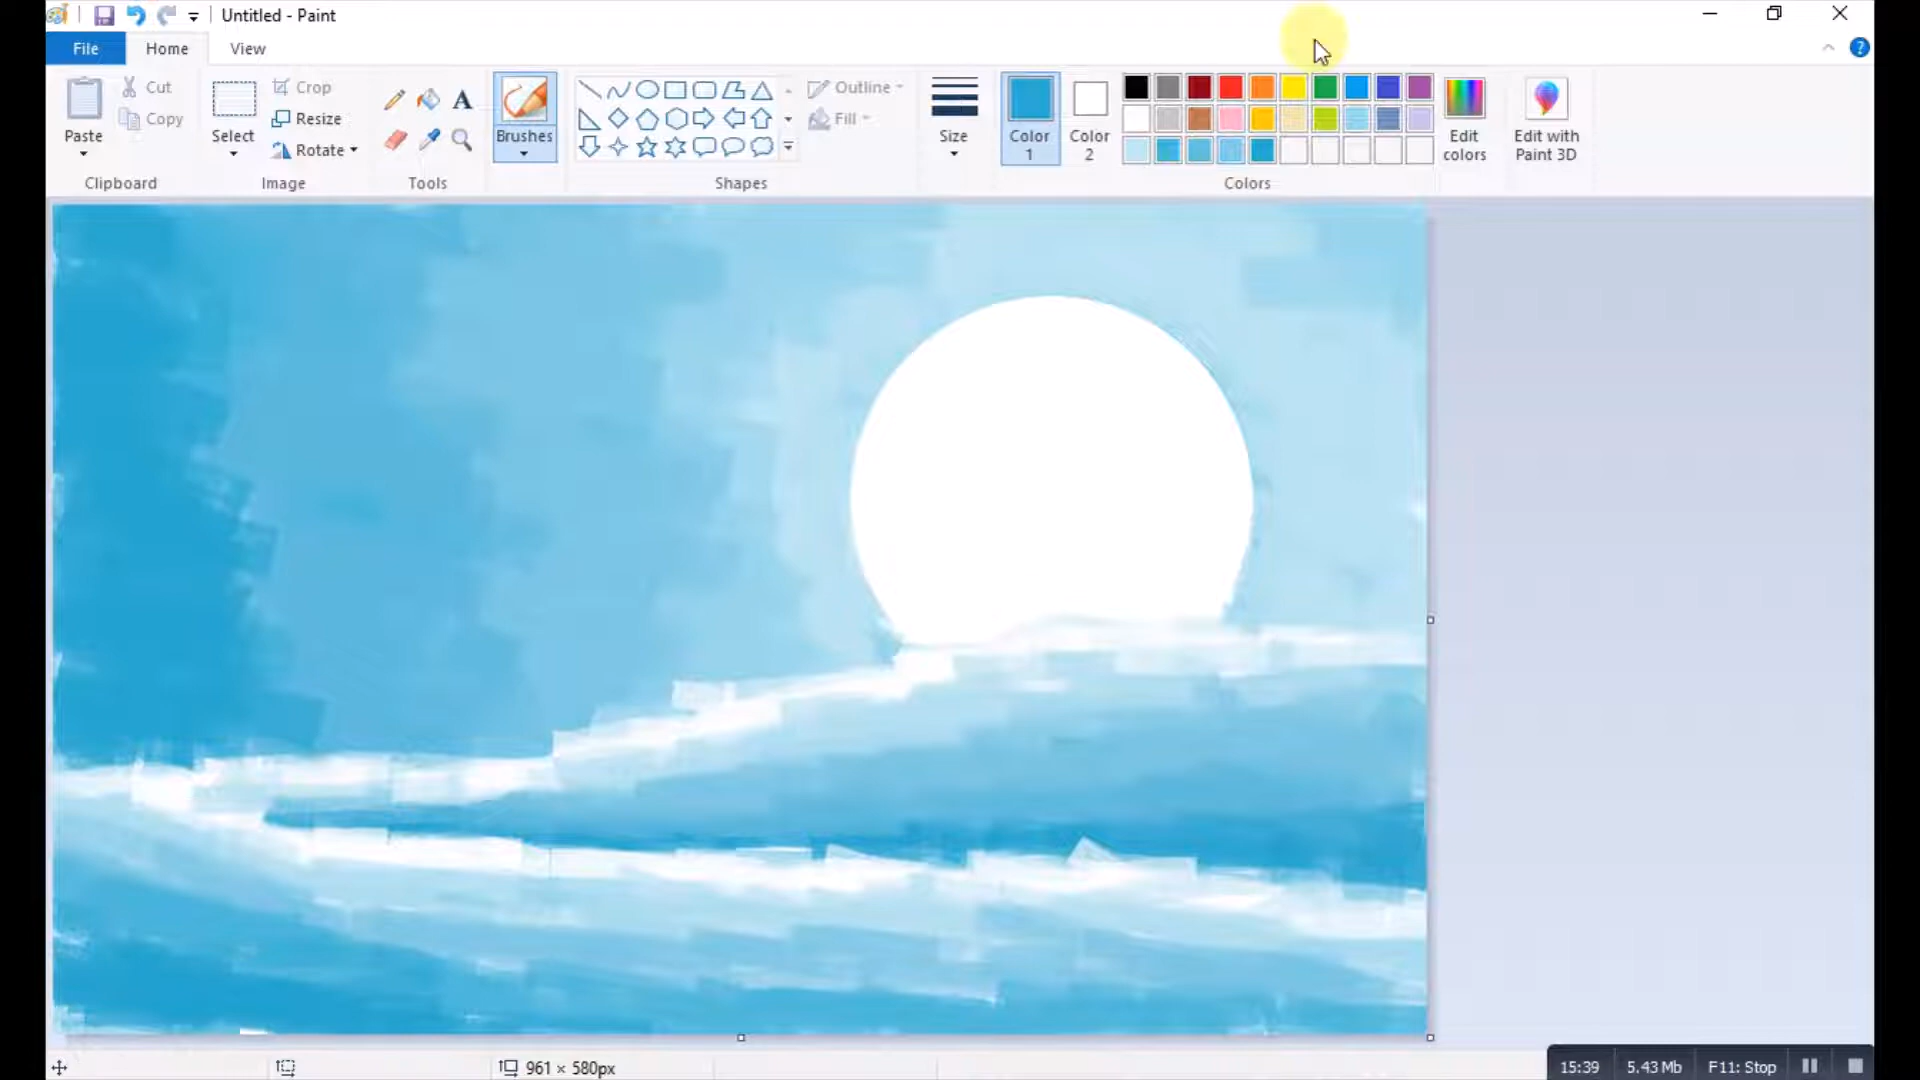 Untitled - Paint
File Home View
Paste
Cut
Copy
Clipboard
Select
Crop
Resize
Rotate
Image
A
Tools
Brushes
Shapes
Outline
Fill
Size
Color 1
Color 2
Colors
Edit colors
Edit with Paint 3D
?
961 × 580px
15:39 5.43 Mb F11: Stop